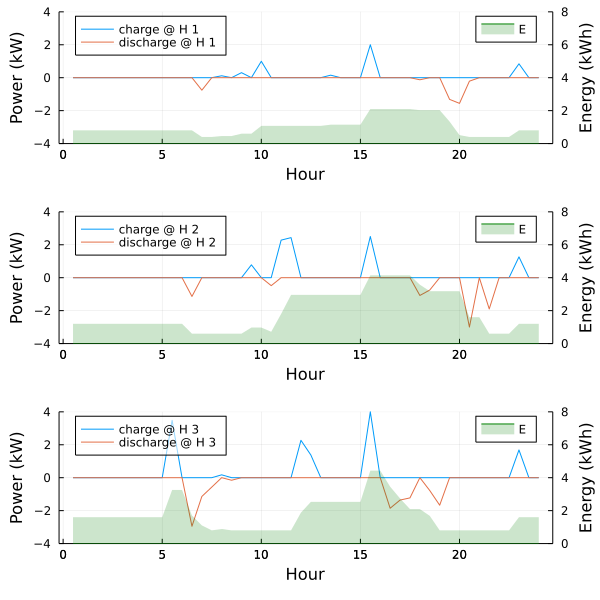 4
2
0
−2
−4
Power (kW)
charge @ H 1
discharge @ H 1
E
8
6
4
2
0
Energy (kWh)
0 5 10 15 20
Hour
4
2
0
−2
−4
Power (kW)
charge @ H 2
discharge @ H 2
E
8
6
4
2
0
Energy (kWh)
0 5 10 15 20
Hour
4
2
0
−2
−4
Power (kW)
charge @ H 3
discharge @ H 3
E
8
6
4
2
0
Energy (kWh)
0 5 10 15 20
Hour